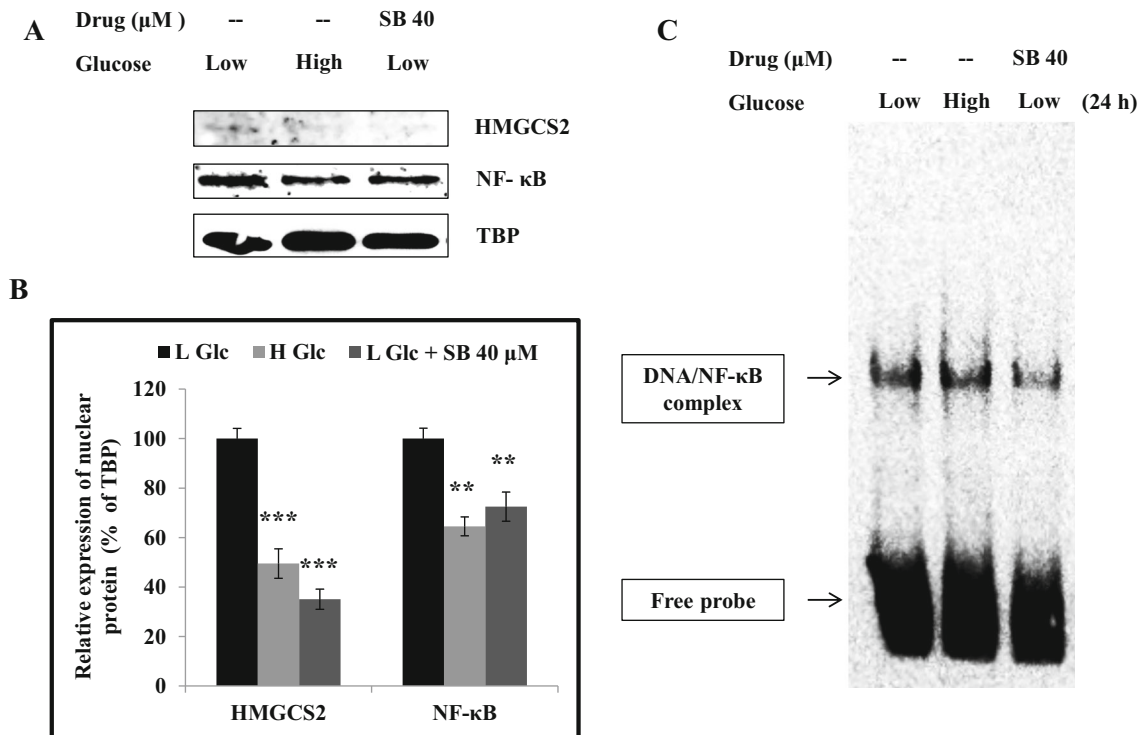 A
Drug (μM ) -- -- SB 40
Glucose Low High Low
HMGCS2
NF- κB
TBP
B
L Glc H Glc L Glc + SB 40 μM
Relative expression of nuclear
protein (% of TBP)
120
100
80
60
40
20
0
*** *** ** **
HMGCS2 NF-κB
C
Drug (μM) -- -- SB 40
Glucose Low High Low (24 h)
DNA/NF-κB
complex
Free probe